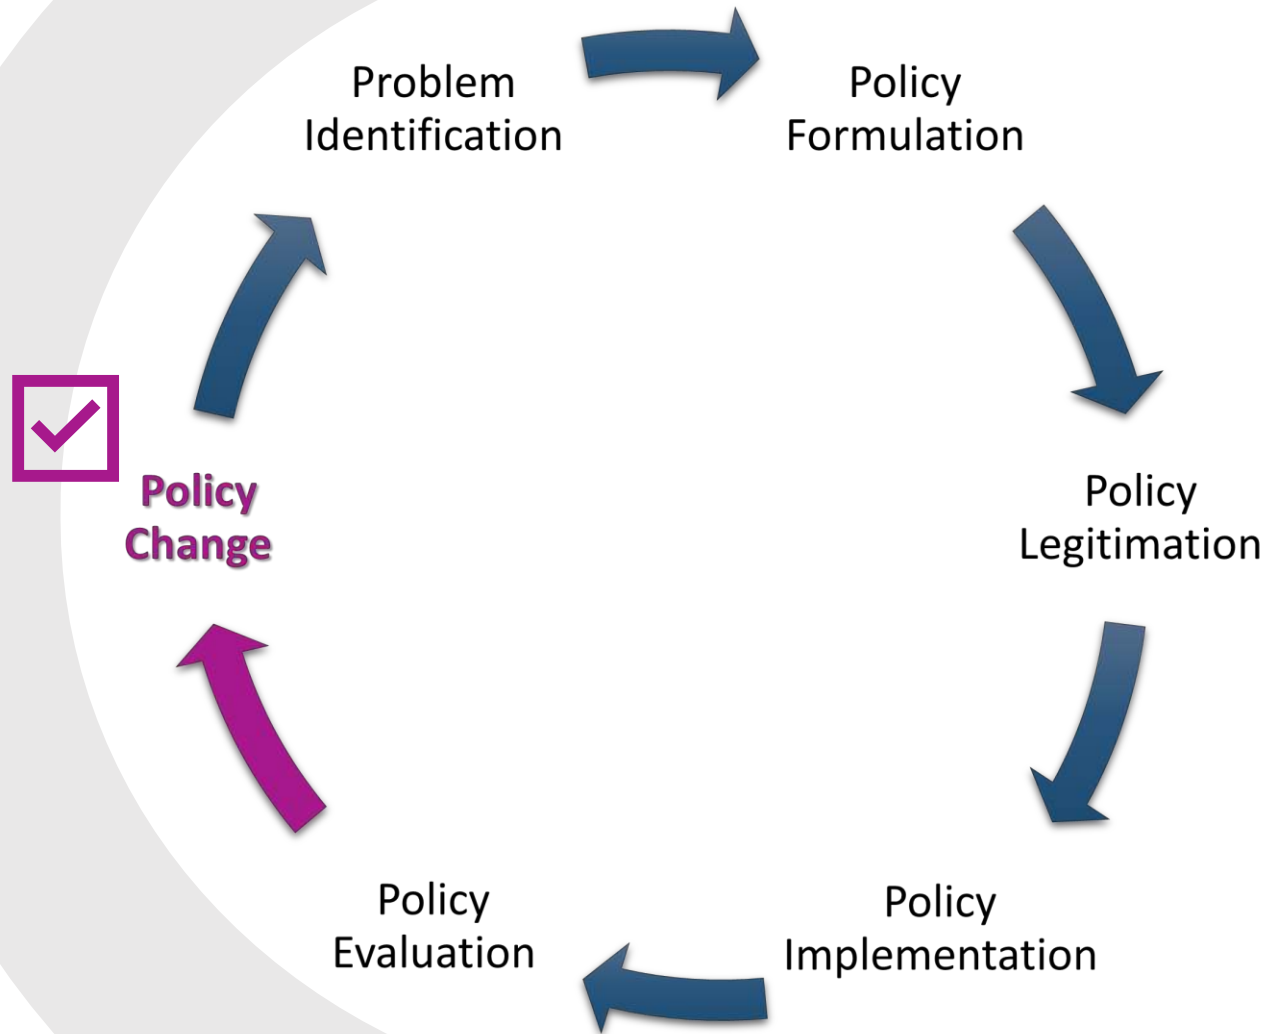 Problem
Identification
Policy
Formulation
Policy
Legitimation
Policy
Implementation
Policy
Evaluation
Policy
Change